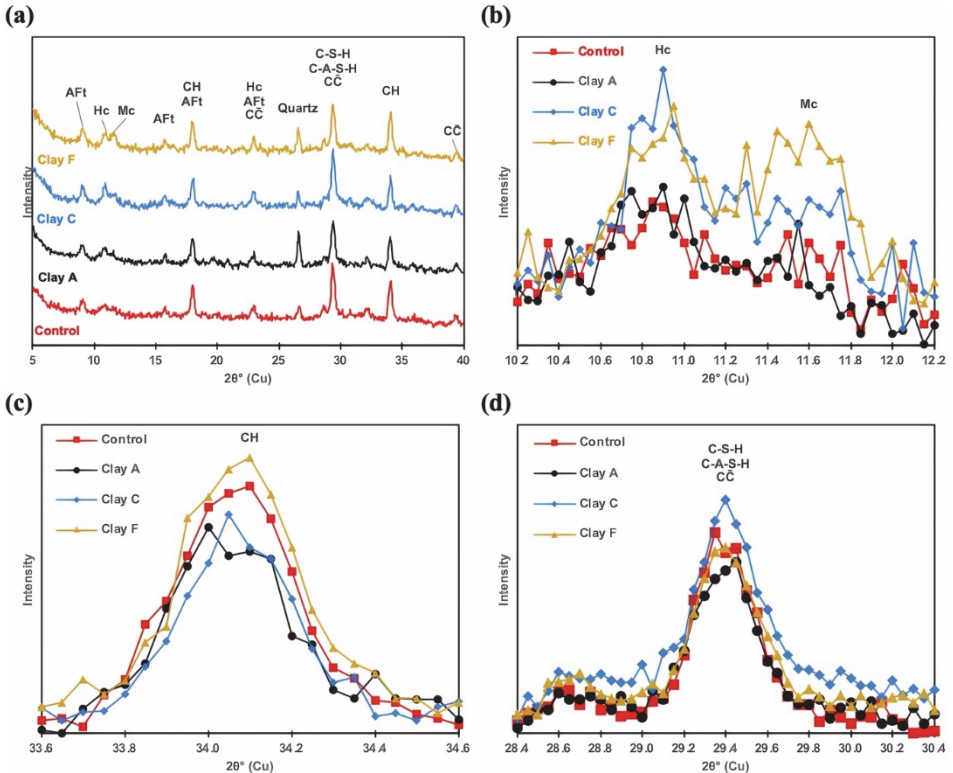 (a)
C-S-H
C-A-S-H
CC̄
CH
AFt
Hc
AFt
CC̄
AFt
Hc
Mc
AFt
Quartz
CH
CC̄
Clay F
Clay C
Clay A
Control
Intensity
5 10 15 20 25 30 35 40
2θ° (Cu)
(b)
Control
Clay A
Clay C
Clay F
Hc
Mc
Intensity
10.2 10.4 10.6 10.8 11.0 11.2 11.4 11.6 11.8 12.0 12.2
2θ° (Cu)
(c)
CH
Control
Clay A
Clay C
Clay F
Intensity
33.6 33.8 34.0 34.2 34.4 34.6
2θ° (Cu)
(d)
Control
Clay A
Clay C
Clay F
C-S-H
C-A-S-H
CC̄
Intensity
28.4 28.6 28.8 29.0 29.2 29.4 29.6 29.8 30.0 30.2 30.4
2θ° (Cu)